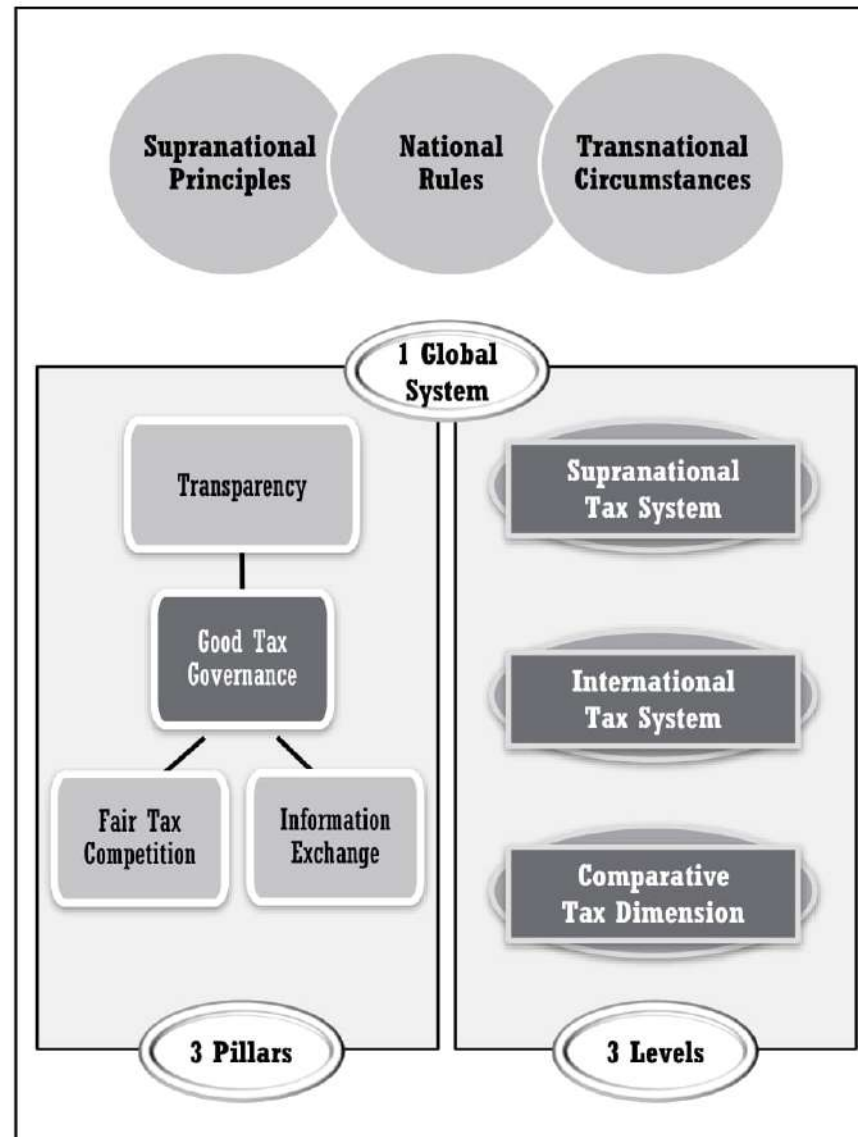 Supranational
Principles
National
Rules
Transnational
Circumstances
1 Global
System
Transparency
Good Tax
Governance
Fair Tax
Competition
Information
Exchange
3 Pillars
Supranational
Tax System
International
Tax System
Comparative
Tax Dimension
3 Levels